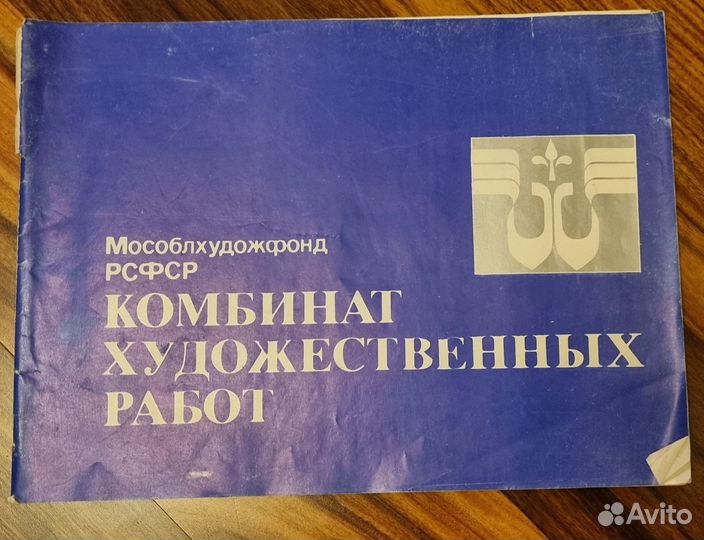 Мособлхудожфонд
РСФСР
КОМБИНАТ
ХУДОЖЕСТВЕННЫХ
РАБОТ
Avito